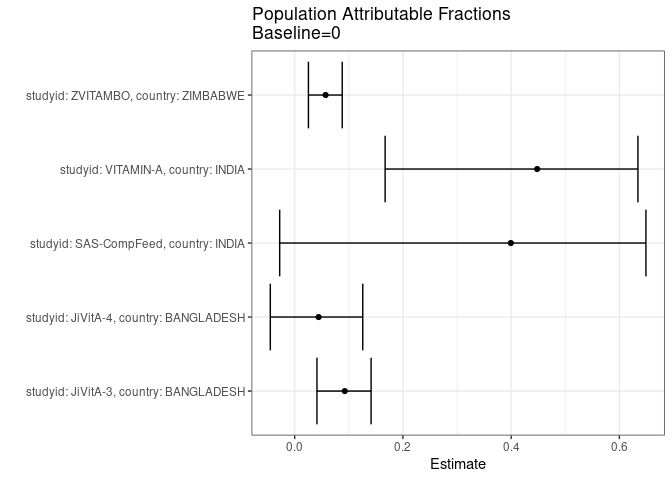 Population Attributable Fractions
Baseline=0
studyid: ZVITAMBO, country: ZIMBABWE
studyid: VITAMIN-A, country: INDIA
studyid: SAS-CompFeed, country: INDIA
studyid: JiVitA-4, country: BANGLADESH
studyid: JiVitA-3, country: BANGLADESH
0.0 0.2 0.4 0.6
Estimate